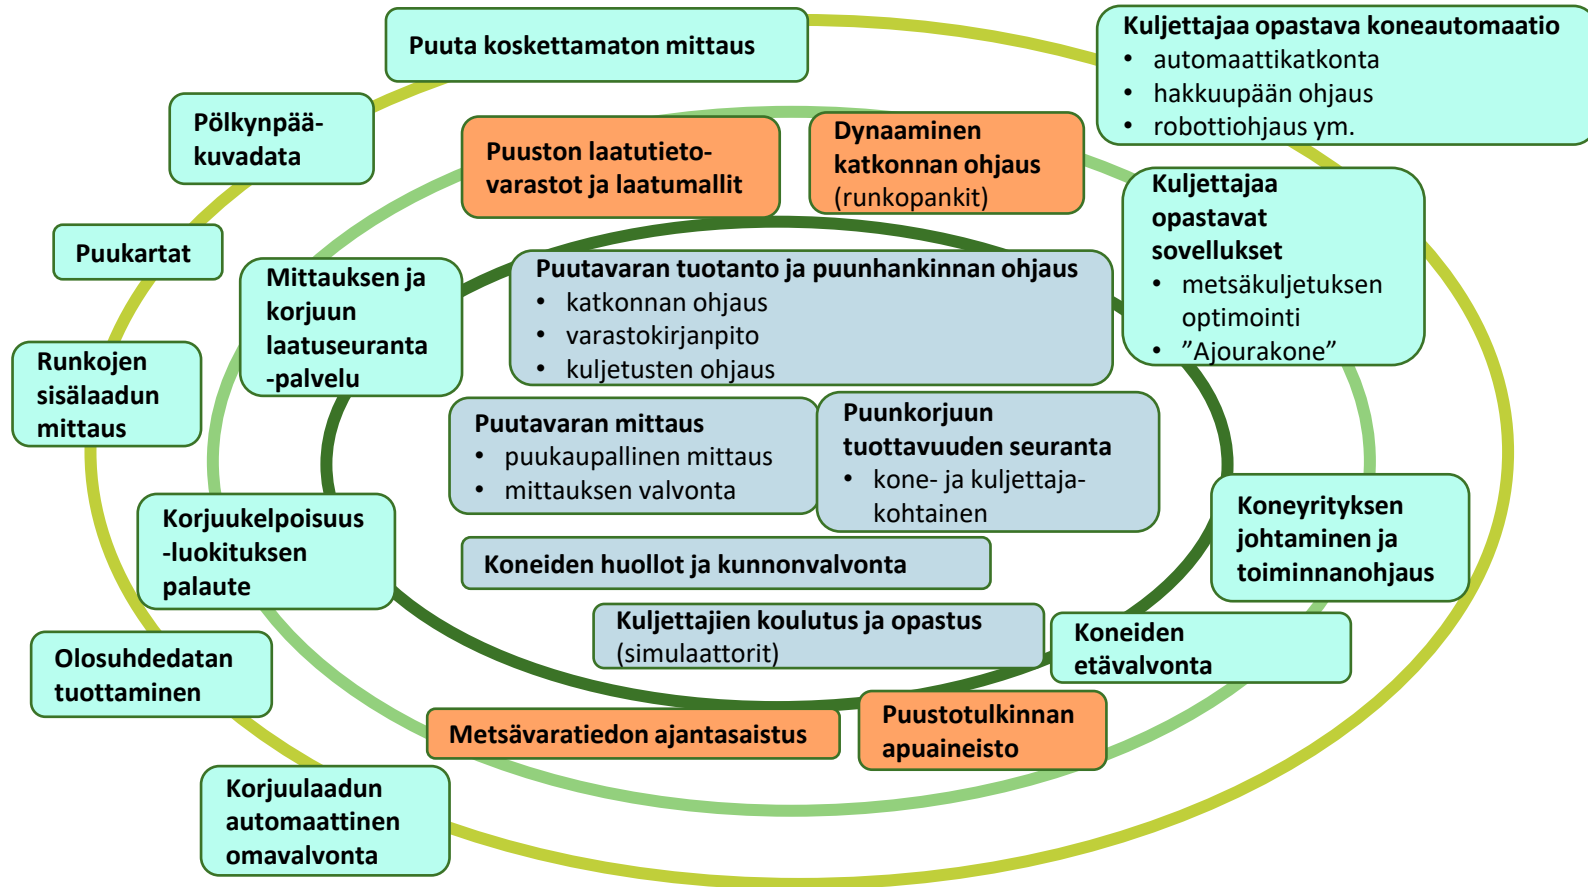 Puuta koskettamaton mittaus
Kuljettajaa opastava koneautomaatio
• automaattikatkonta
• hakkuupään ohjaus
• robottiohjaus ym.
Pölkynpää-
kuvadata
Puuston laatutieto-
varastot ja laatumallit
Dynaaminen
katkonnan ohjaus
(runkopankit)
Kuljettajaa
opastavat
sovellukset
• metsäkuljetuksen
optimointi
• ”Ajourakone”
Puukartat
Mittauksen ja
korjuun
laatuseuranta
-palvelu
Puutavaran tuotanto ja puunhankinnan ohjaus
• katkonnan ohjaus
• varastokirjanpito
• kuljetusten ohjaus
Runkojen
sisälaadun
mittaus
Puutavaran mittaus
• puukaupallinen mittaus
• mittauksen valvonta
Puunkorjuun
tuottavuuden seuranta
• kone- ja kuljettaja-
kohtainen
Korjuukelpoisuus
-luokituksen
palaute
Koneyrityksen
johtaminen ja
toiminnanohjaus
Koneiden huollot ja kunnonvalvonta
Kuljettajien koulutus ja opastus
(simulaattorit)
Koneiden
etävalvonta
Olosuhdedatan
tuottaminen
Metsävaratiedon ajantasaistus
Puustotulkinnan
apuaineisto
Korjuulaadun
automaattinen
omavalvonta